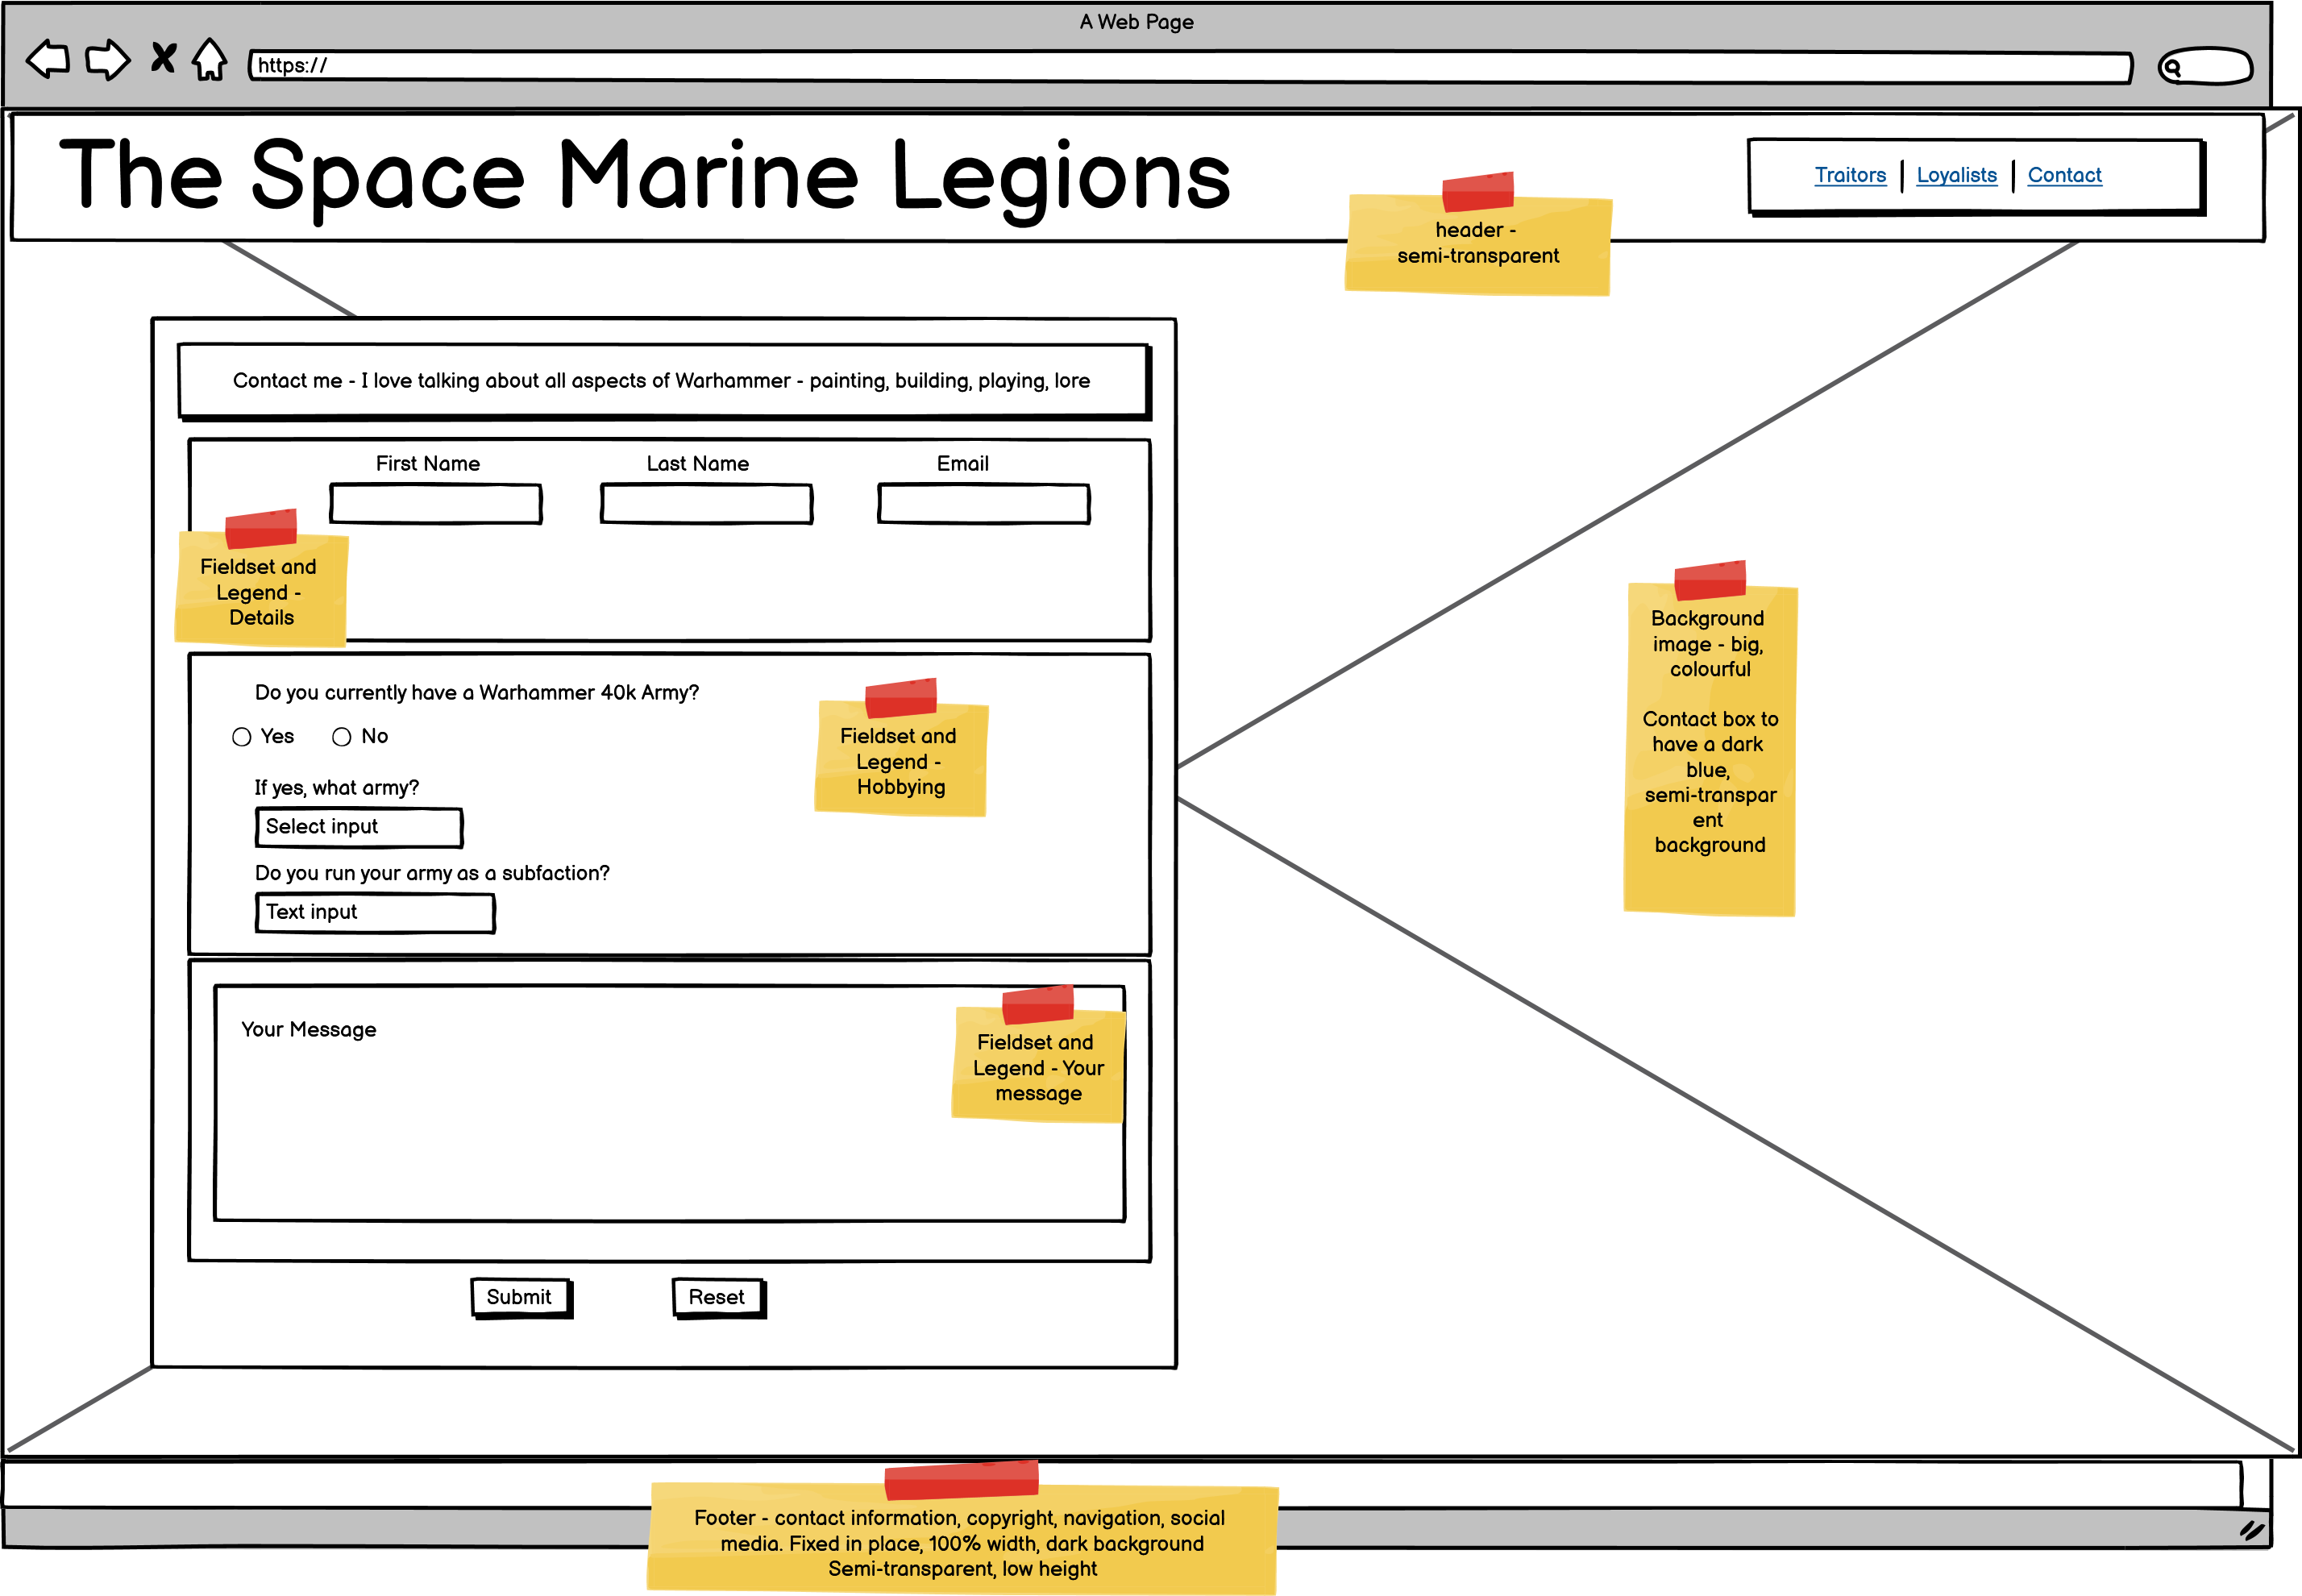 A Web Page
https://
The Space Marine Legions
Traitors | Loyalists | Contact
header -
semi-transparent
Contact me - I love talking about all aspects of Warhammer - painting, building, playing, lore
First Name
Last Name
Email
Fieldset and
Legend -
Details
Do you currently have a Warhammer 40k Army?
Yes
No
If yes, what army?
Select input
Do you run your army as a subfaction?
Text input
Fieldset and
Legend -
Hobbying
Background
image - big,
colourful
Contact box to
have a dark
blue,
semi-transpar
ent
background
Your Message
Fieldset and
Legend - Your
message
Submit
Reset
Footer - contact information, copyright, navigation, social
media. Fixed in place, 100% width, dark background
Semi-transparent, low height